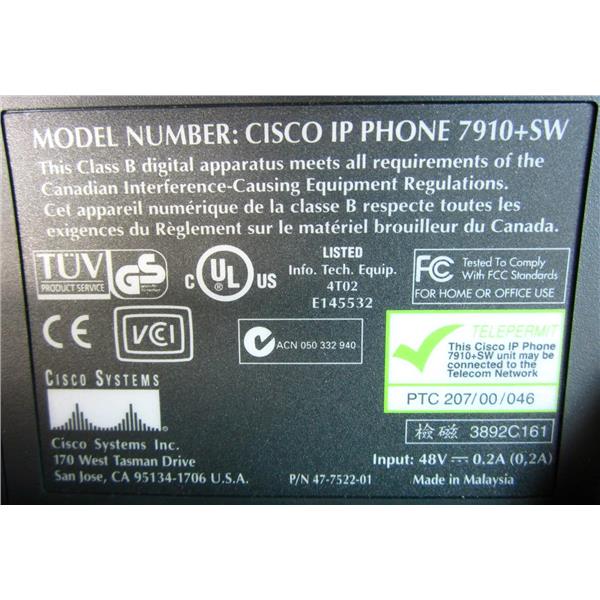 MODEL NUMBER: CISCO IP PHONE 7910+SW
This Class B digital apparatus meets all requirements of the
Canadian Interference-Causing Equipment Regulations.
Cet appareil numérique de la classe B respecte toutes les
exigences du Règlement sur le matériel brouilleur du Canada.
TÜV
PRODUCT SERVICE
GS
C UL US
LISTED
Info. Tech. Equip.
4T02
E145532
FC Tested To Comply
With FCC Standards
FOR HOME OR OFFICE USE
CE
VCI
N ACN 050 332 940
TELEPERMIT
This Cisco IP Phone
7910+SW unit may be
connected to the
Telecom Network
PTC 207/00/046
CISCO SYSTEMS
檢磁 3892C161
Cisco Systems Inc.
170 West Tasman Drive
San Jose, CA 95134-1706 U.S.A.
P/N 47-7522-01
Input: 48V ⎓ 0.2A (0,2A)
Made in Malaysia